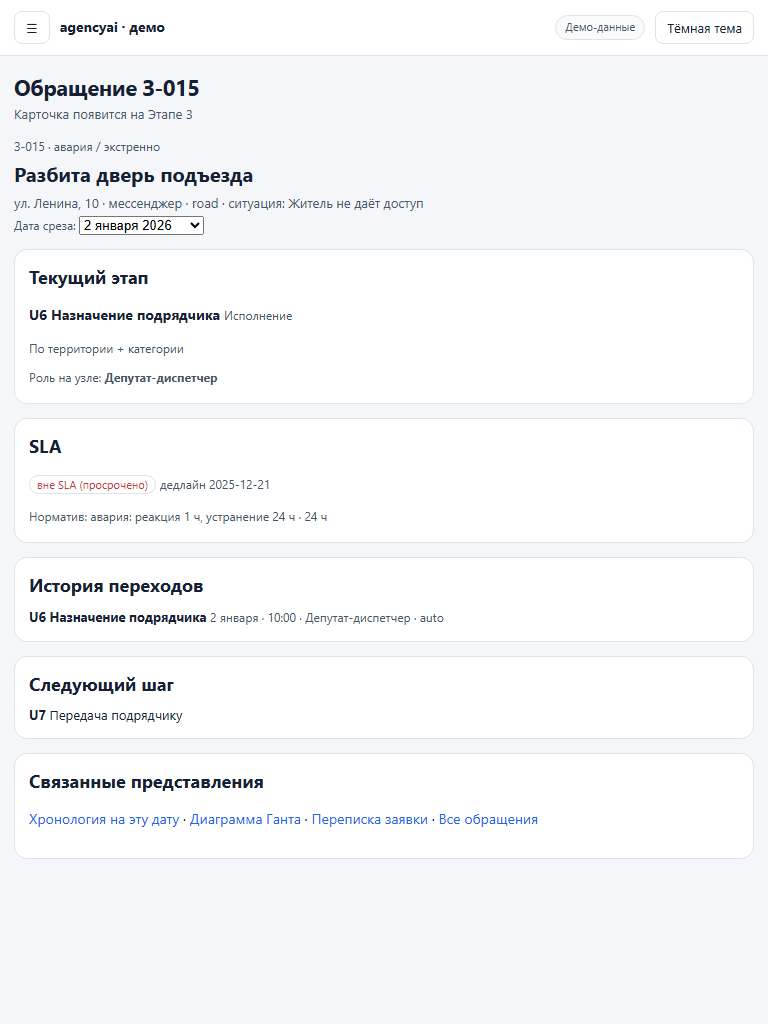 ☰ agencyai · демо Демо-данные Тёмная тема
Обращение 3-015
Карточка появится на Этапе 3
3-015 · авария / экстренно
Разбита дверь подъезда
ул. Ленина, 10 · мессенджер · road · ситуация: Житель не даёт доступ
Дата среза: 2 января 2026
Текущий этап
U6 Назначение подрядчика Исполнение
По территории + категории
Роль на узле: Депутат-диспетчер
SLA
вне SLA (просрочено) дедлайн 2025-12-21
Норматив: авария: реакция 1 ч, устранение 24 ч · 24 ч
История переходов
U6 Назначение подрядчика 2 января · 10:00 · Депутат-диспетчер · auto
Следующий шаг
U7 Передача подрядчику
Связанные представления
Хронология на эту дату · Диаграмма Ганта · Переписка заявки · Все обращения